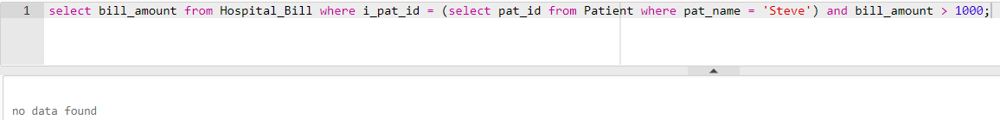 1 select bill_amount from Hospital_Bill where i_pat_id = (select pat_id from Patient where pat_name = 'Steve') and bill_amount > 1000;
no data found